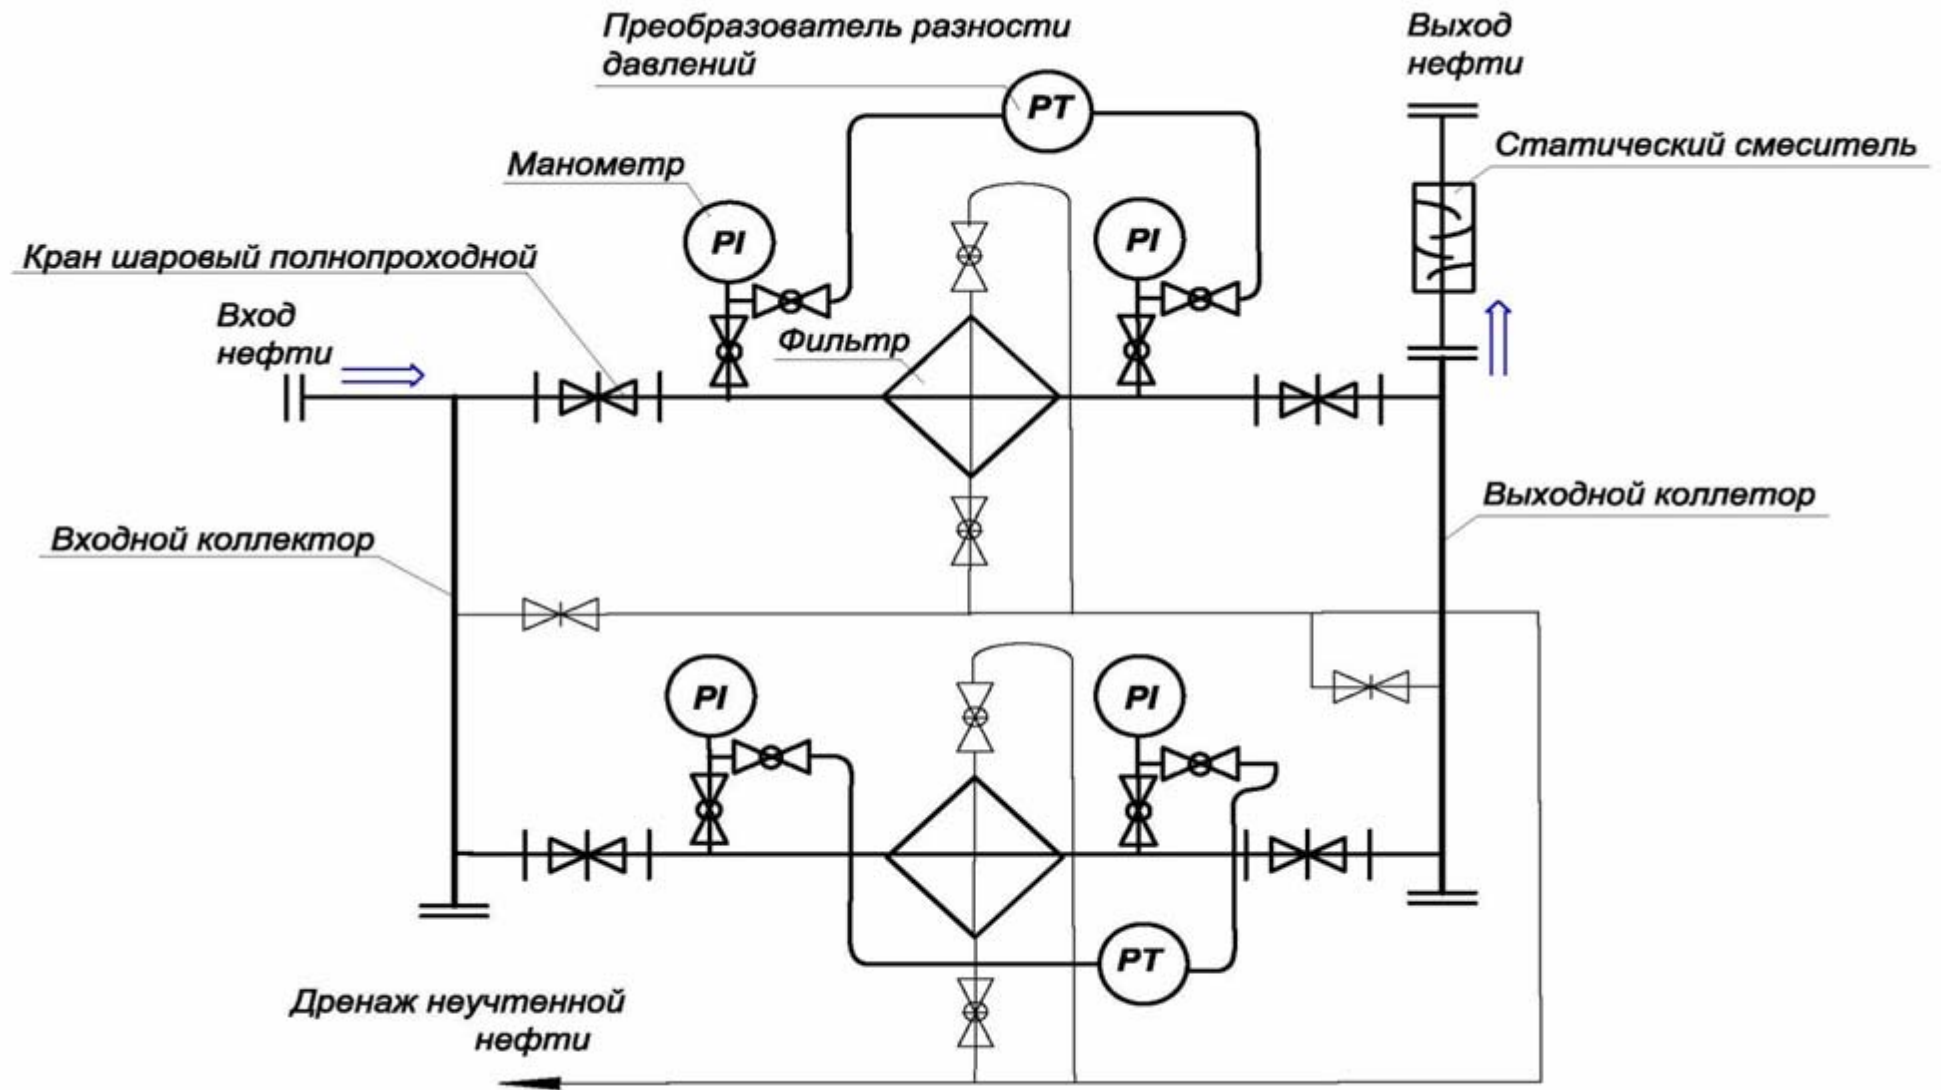 Преобразователь разности
давлений
Выход
нефти
PT
Статический смеситель
Манометр
PI
PI
Кран шаровый полнопроходной
Вход
нефти
Фильтр
Выходной коллетор
Входной коллектор
PI
PI
PT
Дренаж неучтенной
нефти